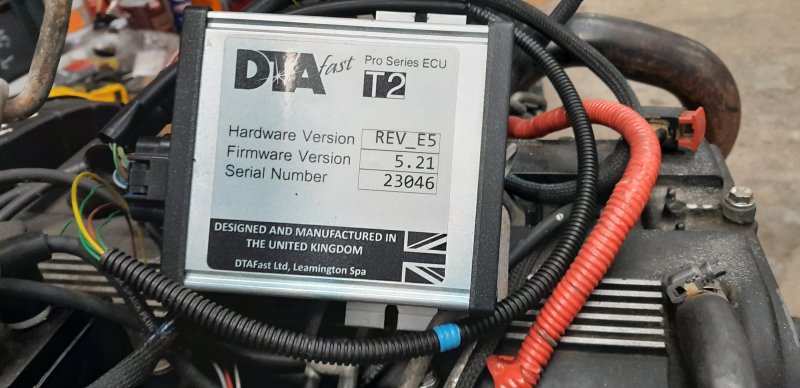 DTAfast Pro Series ECU
T2
Hardware Version REV_E5
Firmware Version 5.21
Serial Number 23046
DESIGNED AND MANUFACTURED IN
THE UNITED KINGDOM
DTAFast Ltd, Leamington Spa